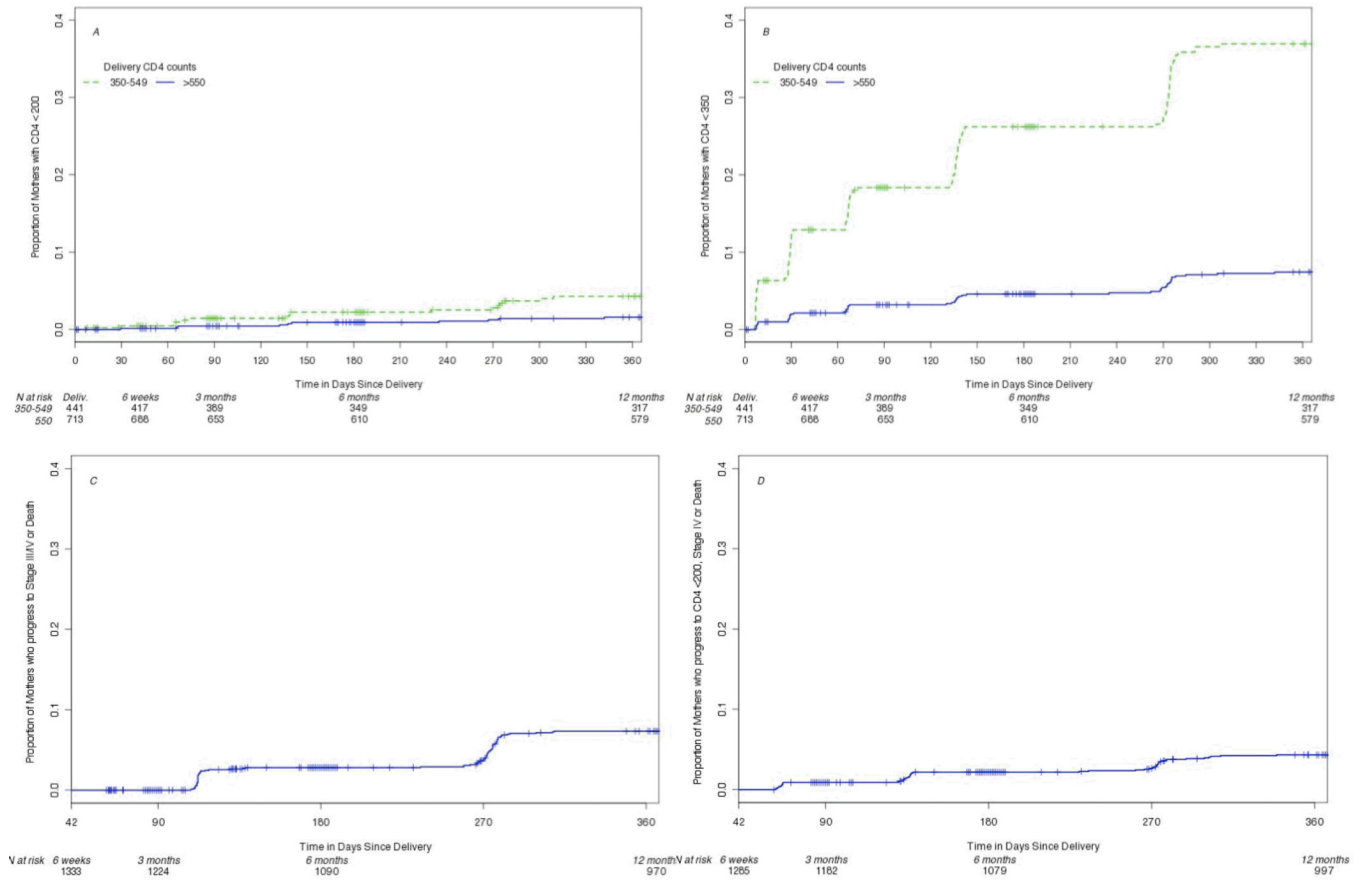 A
Delivery CD4 counts
350-549 >550
Proportion of Mothers with CD4 < 200
0.0 0.1 0.2 0.3 0.4
0 30 60 90 120 150 180 210 240 270 300 330 360
Time in Days Since Delivery
N at risk Deliv. 6 weeks 3 months 6 months 12 months
350-549 441 417 389 349 317
550 713 688 653 610 579
B
Delivery CD4 counts
350-549 >550
Proportion of Mothers with CD4 <350
0.0 0.1 0.2 0.3 0.4
0 30 60 90 120 150 180 210 240 270 300 330 360
Time in Days Since Delivery
N at risk Deliv. 6 weeks 3 months 6 months 12 months
350-549 441 417 389 349 317
550 713 688 653 610 579
C
Proportion of Mothers who progress to Stage III/IV or Death
0.0 0.1 0.2 0.3 0.4
42 90 180 270 360
Time in Days Since Delivery
N at risk 6 weeks 3 months 6 months 12 month
1333 1224 1090 970
D
Proportion of Mothers who progress to CD4 <200, Stage IV or Death
0.0 0.1 0.2 0.3 0.4
42 90 180 270 360
Time in Days Since Delivery
N at risk 6 weeks 3 months 6 months 12 months
1285 1182 1079 997